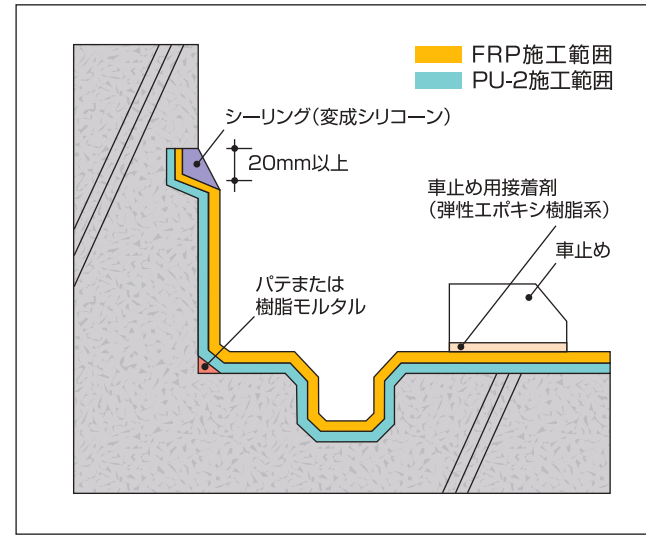 FRP施工範囲
PU-2施工範囲
シーリング(変成シリコーン)
20mm以上
車止め用接着剤
(弾性エポキシ樹脂系)
車止め
パテまたは
樹脂モルタル